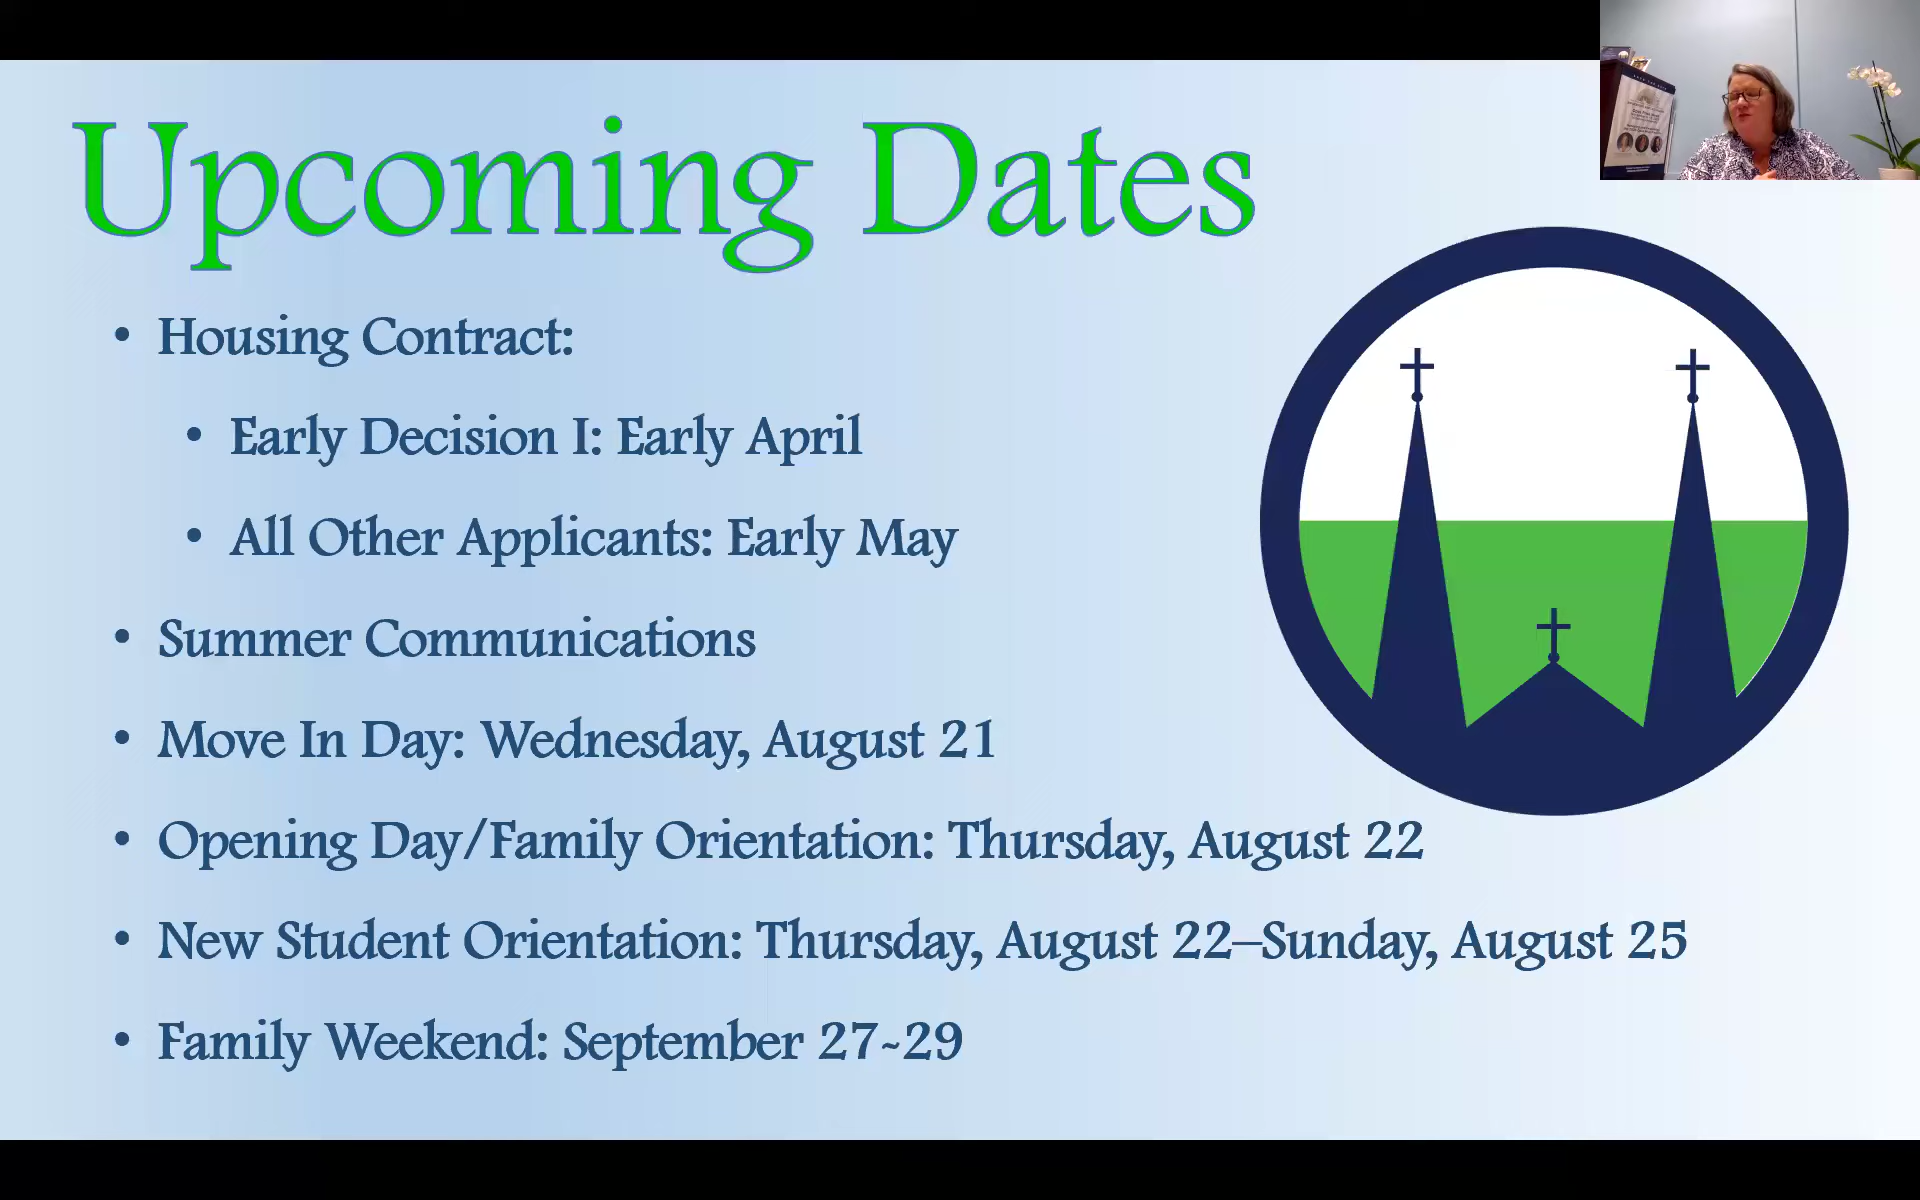 Upcoming Dates
• Housing Contract:
• Early Decision I: Early April
• All Other Applicants: Early May
• Summer Communications
• Move In Day: Wednesday, August 21
• Opening Day/Family Orientation: Thursday, August 22
• New Student Orientation: Thursday, August 22–Sunday, August 25
• Family Weekend: September 27~29